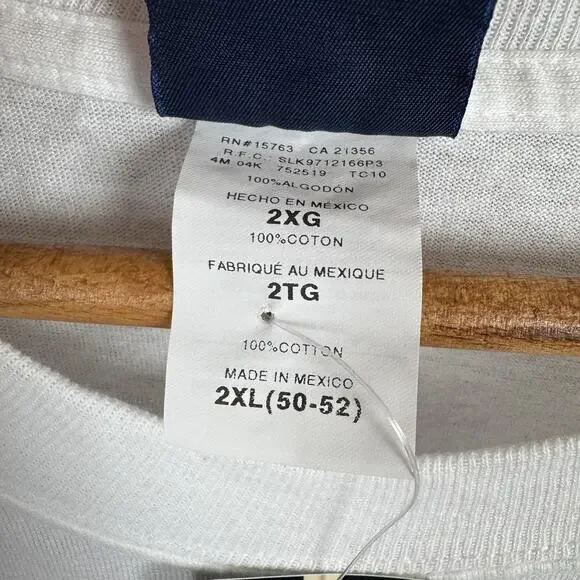 RN#15763 CA 21356
R.F.C.: SLK9712166P3
4M 04K 752519 TC10
100%ALGODÓN
HECHO EN MÉXICO
2XG
100%COTON
FABRIQUÉ AU MEXIQUE
2TG
100%COTTON
MADE IN MEXICO
2XL(50-52)